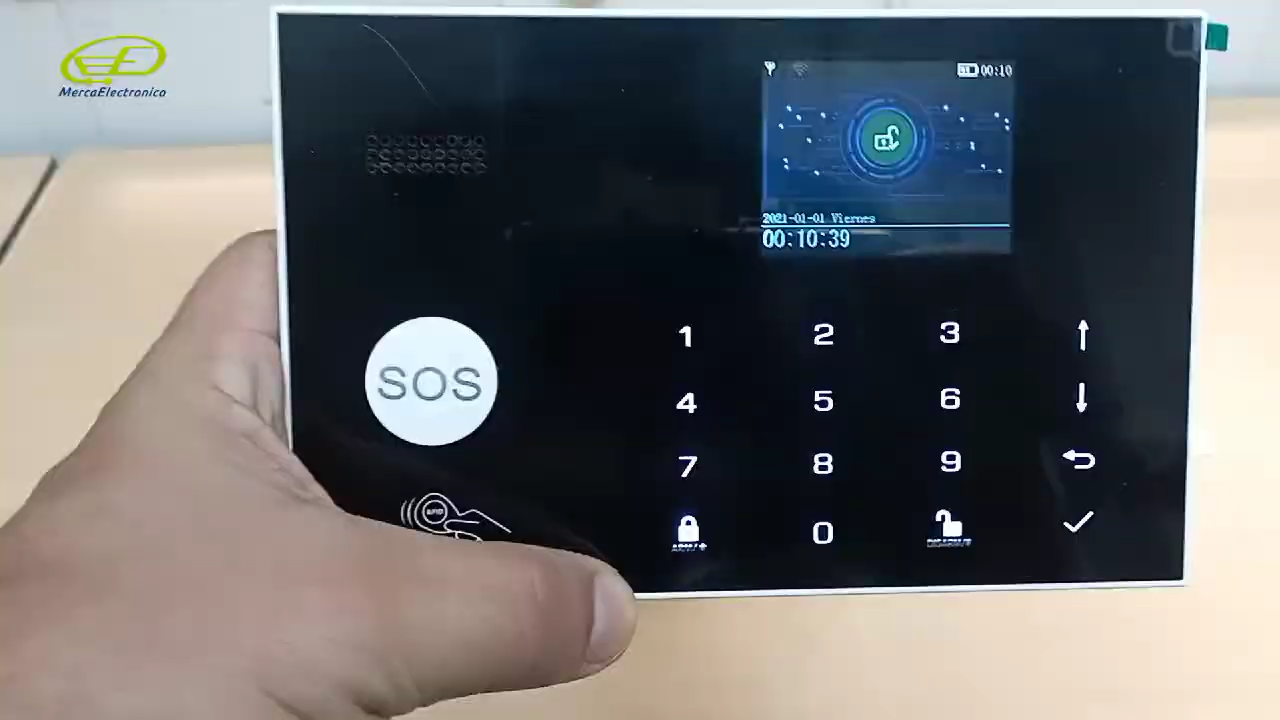 MercaElectronico
00:10
2021-01-01 Viernes
00:10:39
SOS
RFID
1 2 3
4 5 6
7 8 9
0